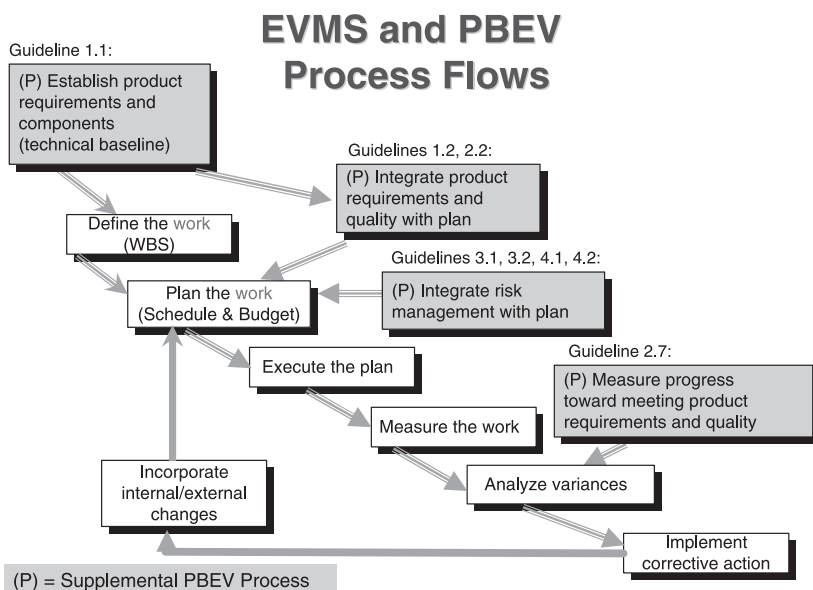 EVMS and PBEV
Process Flows
Guideline 1.1:
(P) Establish product
requirements and
components
(technical baseline)
Guidelines 1.2, 2.2:
(P) Integrate product
requirements and
quality with plan
Define the work
(WBS)
Guidelines 3.1, 3.2, 4.1, 4.2:
(P) Integrate risk
management with plan
Plan the work
(Schedule & Budget)
Execute the plan
Guideline 2.7:
(P) Measure progress
toward meeting product
requirements and quality
Measure the work
Analyze variances
Incorporate
internal/external
changes
Implement
corrective action
(P) = Supplemental PBEV Process